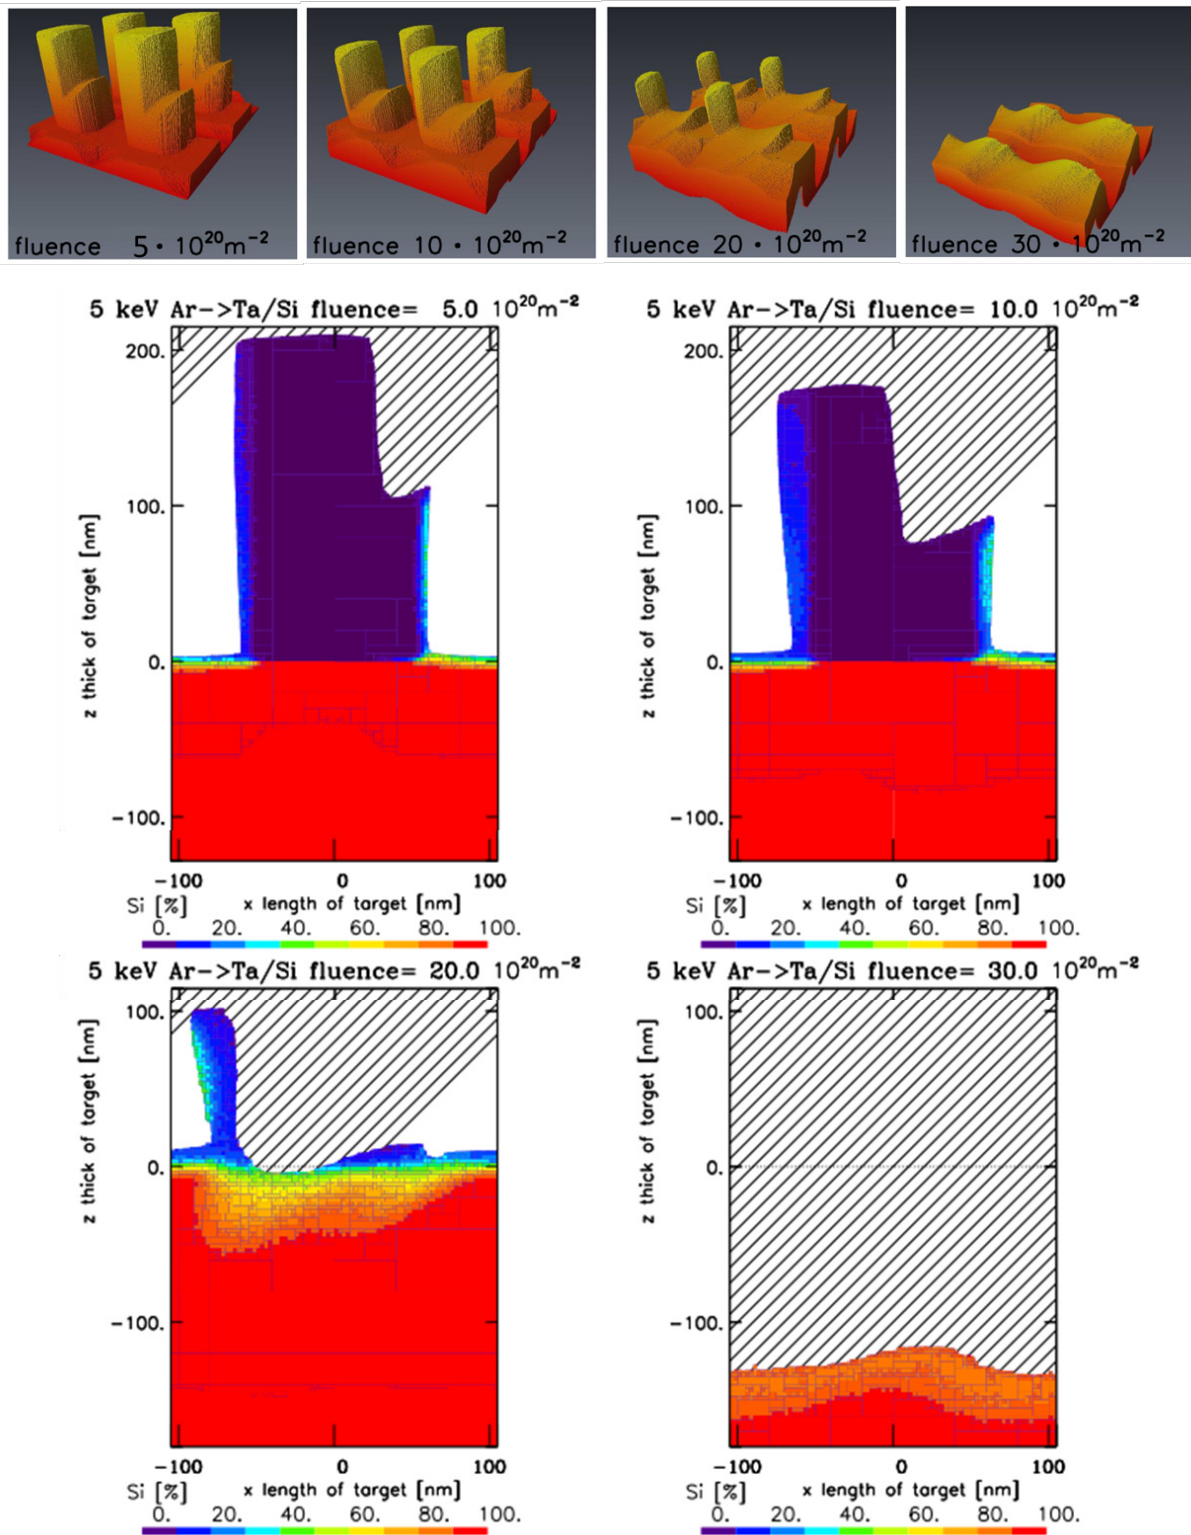 fluence 5 · 10²⁰m⁻²
fluence 10 · 10²⁰m⁻²
fluence 20 · 10²⁰m⁻²
fluence 30 · 10²⁰m⁻²
5 keV Ar->Ta/Si fluence= 5.0 10²⁰m⁻²
200.
100.
0.
-100.
z thick of target [nm]
-100 0 100
Si [%] x length of target [nm]
0. 20. 40. 60. 80. 100.
5 keV Ar->Ta/Si fluence= 10.0 10²⁰m⁻²
200.
100.
0.
-100.
z thick of target [nm]
-100 0 100
Si [%] x length of target [nm]
0. 20. 40. 60. 80. 100.
5 keV Ar->Ta/Si fluence= 20.0 10²⁰m⁻²
100.
0.
-100.
z thick of target [nm]
-100 0 100
Si [%] x length of target [nm]
0. 20. 40. 60. 80. 100.
5 keV Ar->Ta/Si fluence= 30.0 10²⁰m⁻²
100.
0.
-100.
z thick of target [nm]
-100 0 100
Si [%] x length of target [nm]
0. 20. 40. 60. 80. 100.